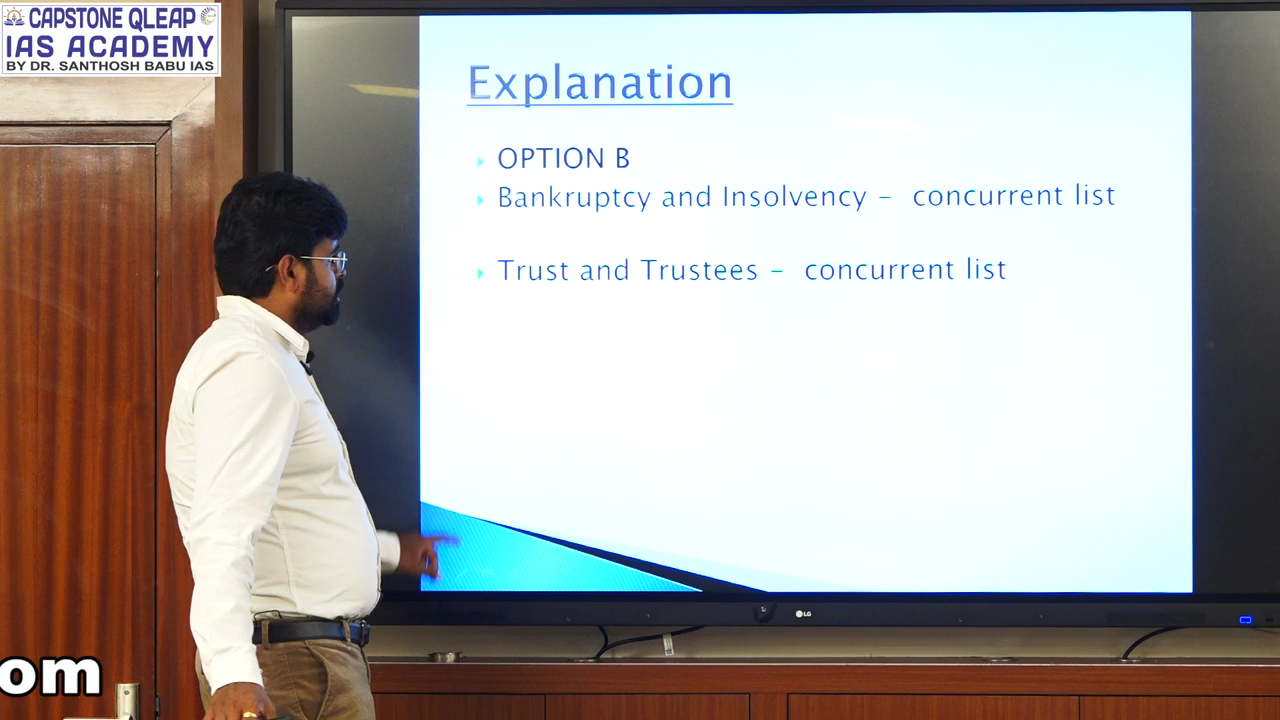 CAPSTONE QLEAP
IAS ACADEMY
BY DR. SANTHOSH BABU IAS
Explanation
OPTION B
Bankruptcy and Insolvency – concurrent list
Trust and Trustees – concurrent list
LG
om